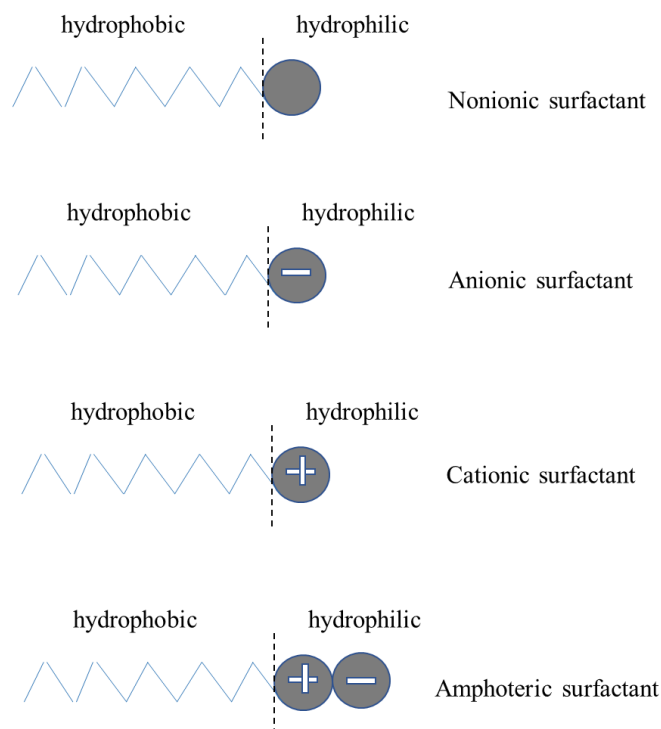 hydrophobic hydrophilic
Nonionic surfactant
hydrophobic hydrophilic
Anionic surfactant
hydrophobic hydrophilic
Cationic surfactant
hydrophobic hydrophilic
Amphoteric surfactant